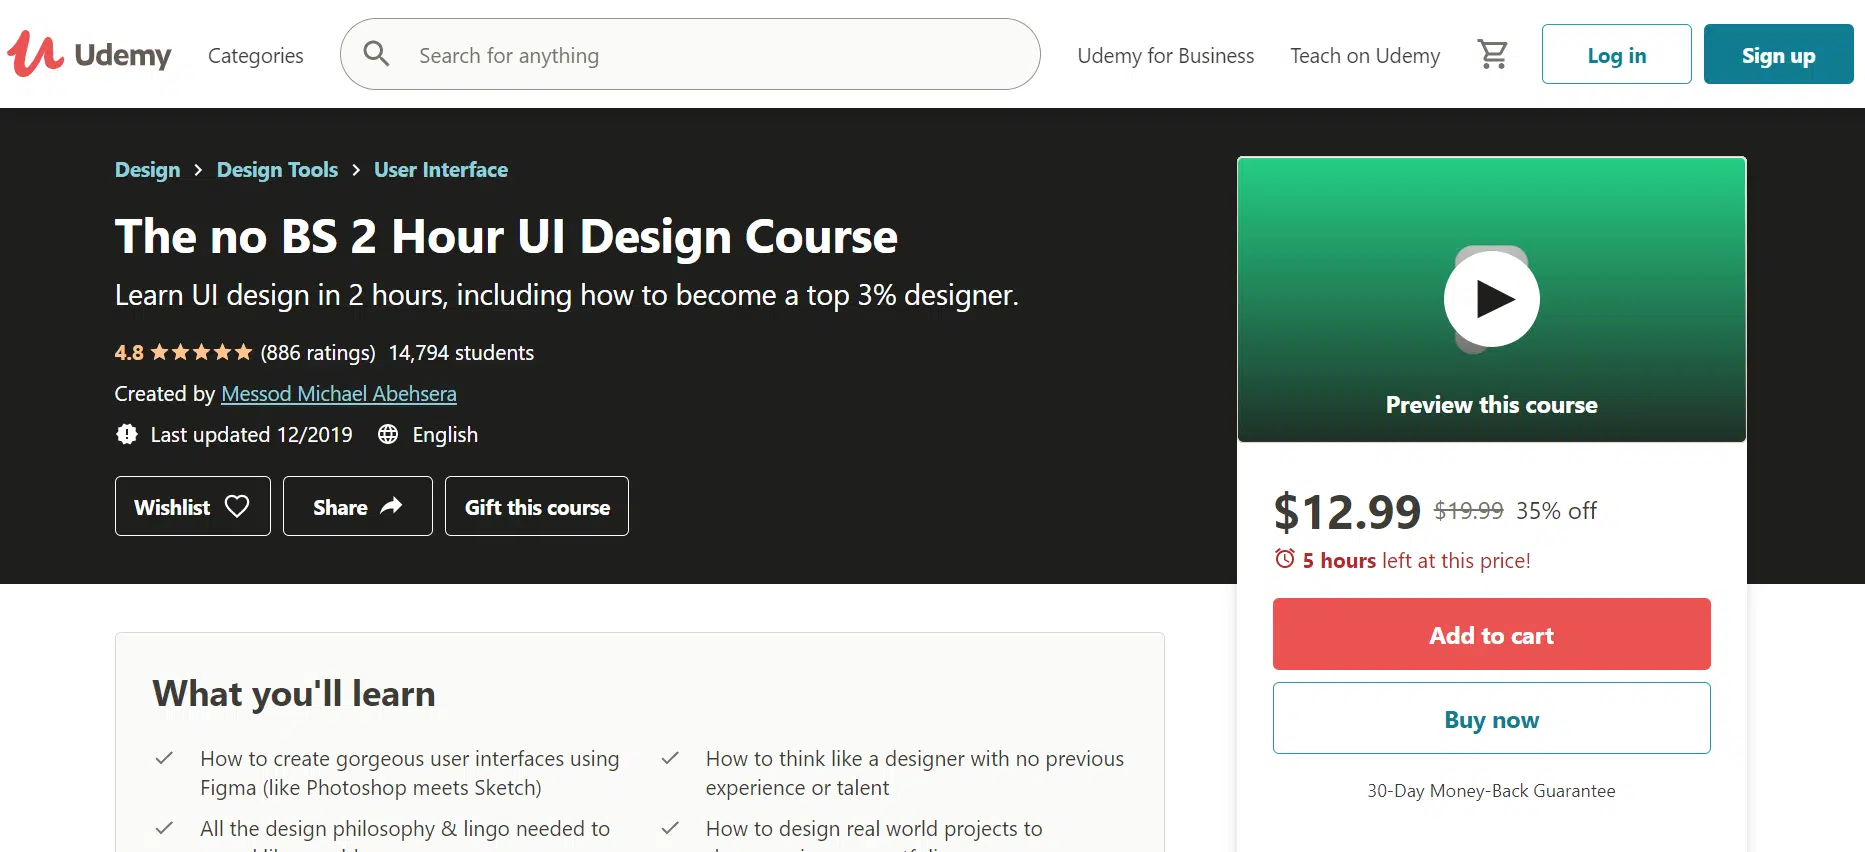 Udemy
Categories
Search for anything
Udemy for Business
Teach on Udemy
Log in
Sign up
Design > Design Tools > User Interface
The no BS 2 Hour UI Design Course
Learn UI design in 2 hours, including how to become a top 3% designer.
4.8 (886 ratings) 14,794 students
Created by Messod Michael Abehsera
Last updated 12/2019 English
Wishlist
Share
Gift this course
Preview this course
$12.99 $19.99 35% off
5 hours left at this price!
Add to cart
Buy now
30-Day Money-Back Guarantee
What you'll learn
How to create gorgeous user interfaces using
Figma (like Photoshop meets Sketch)
How to think like a designer with no previous
experience or talent
All the design philosophy & lingo needed to
How to design real world projects to